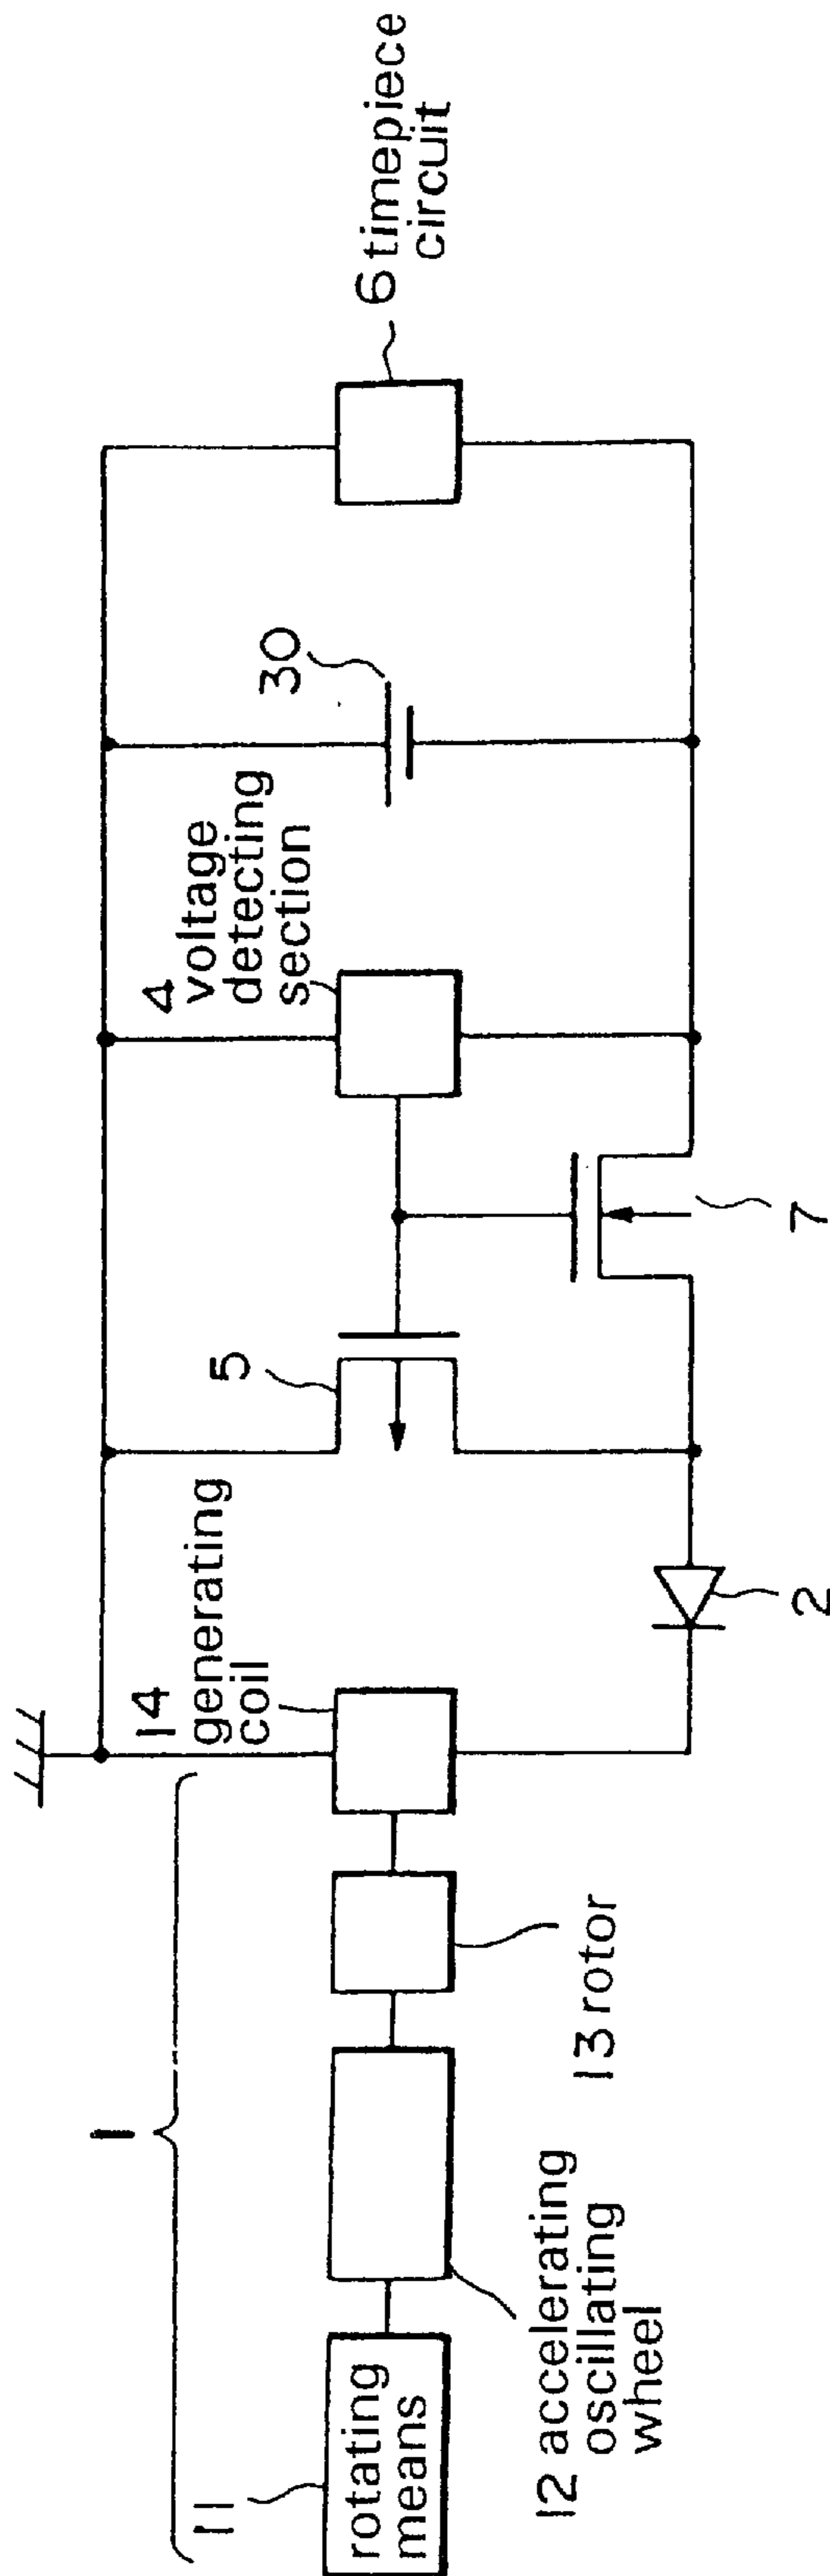 1
11
rotating
means
12 accelerating
oscillating
wheel
13 rotor
14
generating
coil
2
5
7
4
voltage
detecting
section
30
6 timepiece
circuit